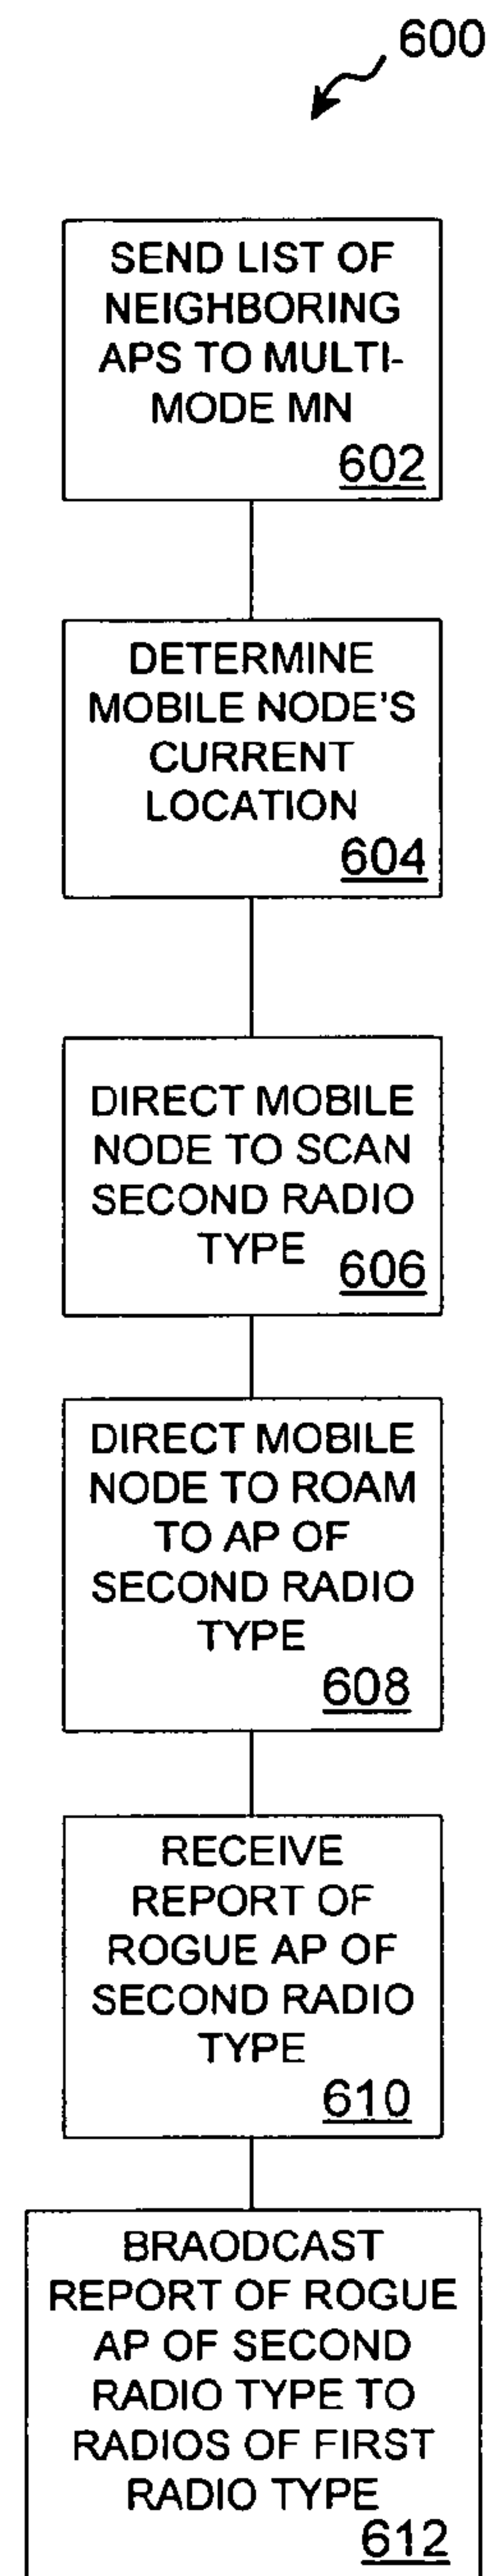 600
SEND LIST OF
NEIGHBORING
APS TO MULTI-
MODE MN
602
DETERMINE
MOBILE NODE'S
CURRENT
LOCATION
604
DIRECT MOBILE
NODE TO SCAN
SECOND RADIO
TYPE
606
DIRECT MOBILE
NODE TO ROAM
TO AP OF
SECOND RADIO
TYPE
608
RECEIVE
REPORT OF
ROGUE AP OF
SECOND RADIO
TYPE
610
BRAODCAST
REPORT OF ROGUE
AP OF SECOND
RADIO TYPE TO
RADIOS OF FIRST
RADIO TYPE
612